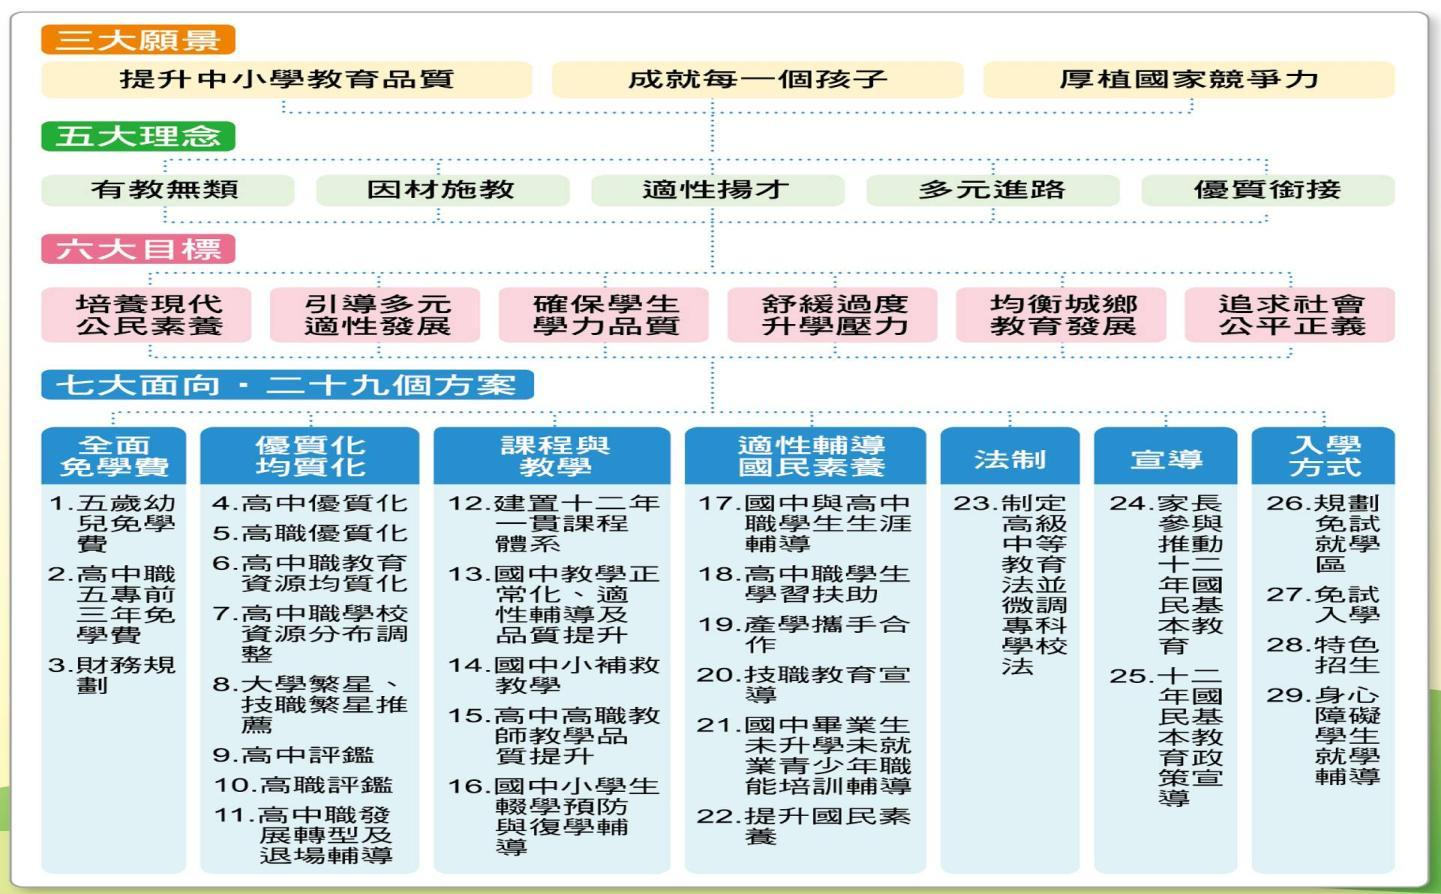 三大願景
提升中小學教育品質
成就每一個孩子
厚植國家競爭力
五大理念
有教無類
因材施教
適性揚才
多元進路
優質銜接
六大目標
培養現代
公民素養
引導多元
適性發展
確保學生
學力品質
舒緩過度
升學壓力
均衡城鄉
教育發展
追求社會
公平正義
七大面向・二十九個方案
全面
免學費
1.五歲幼
兒免學
費
2.高中職
五專前
三年免
學費
3.財務規
劃
優質化
均質化
4.高中優質化
5.高職優質化
6.高中職教育
資源均質化
7.高中職學校
資源分布調
整
8.大學繁星、
技職繁星推
薦
9.高中評鑑
10.高職評鑑
11.高中職發
展轉型及
退場輔導
課程與
教學
12.建置十二年
一貫課程
體系
13.國中教學正
常化、適
性輔導及
品質提升
14.國中小補救
教學
15.高中高職教
師教學品
質提升
16.國中小學生
輟學預防
與復學輔
導
適性輔導
國民素養
17.國中與高中
職學生生涯
輔導
18.高中職學生
學習扶助
19.產學攜手合
作
20.技職教育宣
導
21.國中畢業生
未升學未就
業青少年職
能培訓輔導
22.提升國民素
養
法制
23.制定
高級
中等
教育
法並
微調
專科
學校
法
宣導
24.家長
參與
推動
十二
年國
民基
本教
育
25.十二
年國
民基
本教
育政
策宣
導
入學
方式
26.規劃
免試
就學
區
27.免試
入學
28.特色
招生
29.身心
障礙
學生
就學
輔導